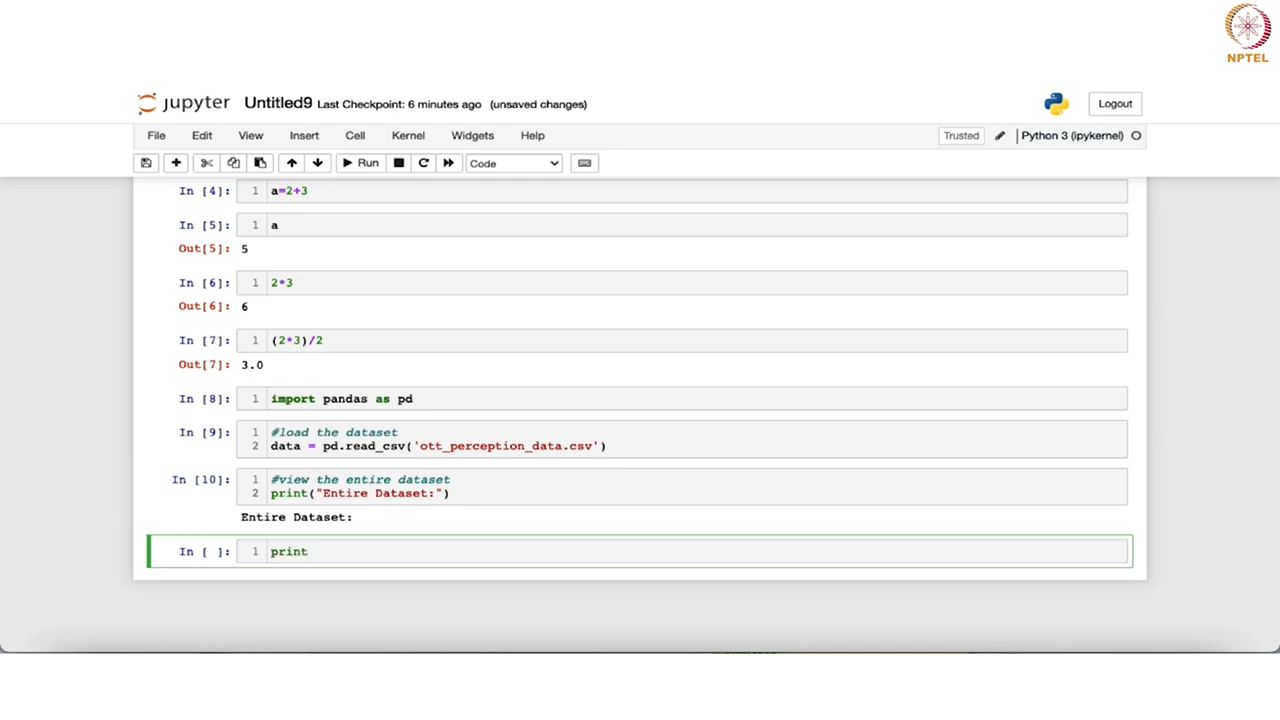 NPTEL
jupyter Untitled9 Last Checkpoint: 6 minutes ago (unsaved changes) Logout
File Edit View Insert Cell Kernel Widgets Help Trusted Python 3 (ipykernel)
Run Code
In [4]: 1 a=2+3
In [5]: 1 a
Out[5]: 5
In [6]: 1 2*3
Out[6]: 6
In [7]: 1 (2*3)/2
Out[7]: 3.0
In [8]: 1 import pandas as pd
In [9]: 1 #load the dataset
2 data = pd.read_csv('ott_perception_data.csv')
In [10]: 1 #view the entire dataset
2 print("Entire Dataset:")
Entire Dataset:
In [ ]: 1 print